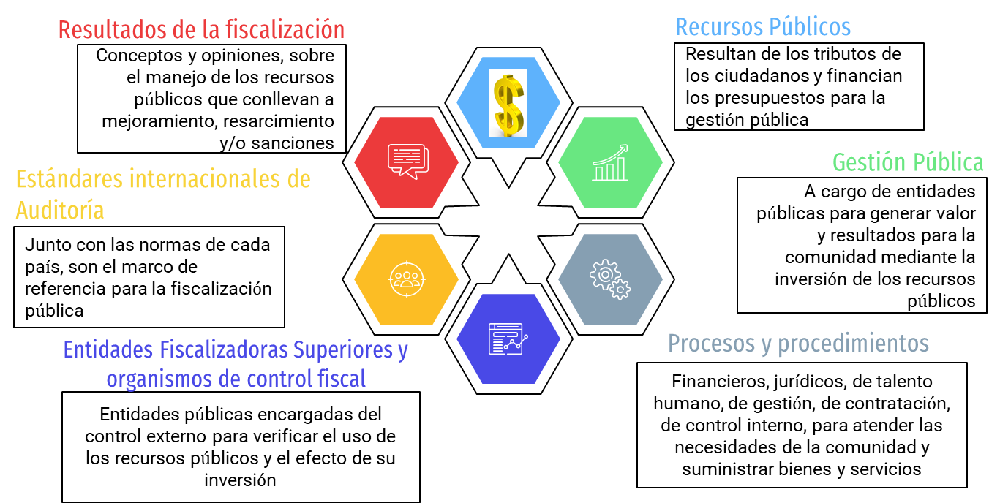 Resultados de la fiscalización
Conceptos y opiniones, sobre
el manejo de los recursos
públicos que conllevan a
mejoramiento, resarcimiento
y/o sanciones
Recursos Públicos
Resultan de los tributos de
los ciudadanos y financian
los presupuestos para la
gestión pública
Gestión Pública
A cargo de entidades
públicas para generar valor
y resultados para la
comunidad mediante la
inversión de los recursos
públicos
Estándares internacionales de
Auditoría
Junto con las normas de cada
país, son el marco de
referencia para la fiscalización
pública
Entidades Fiscalizadoras Superiores y
organismos de control fiscal
Entidades públicas encargadas del
control externo para verificar el uso de
los recursos públicos y el efecto de su
inversión
Procesos y procedimientos
Financieros, jurídicos, de talento
humano, de gestión, de contratación,
de control interno, para atender las
necesidades de la comunidad y
suministrar bienes y servicios